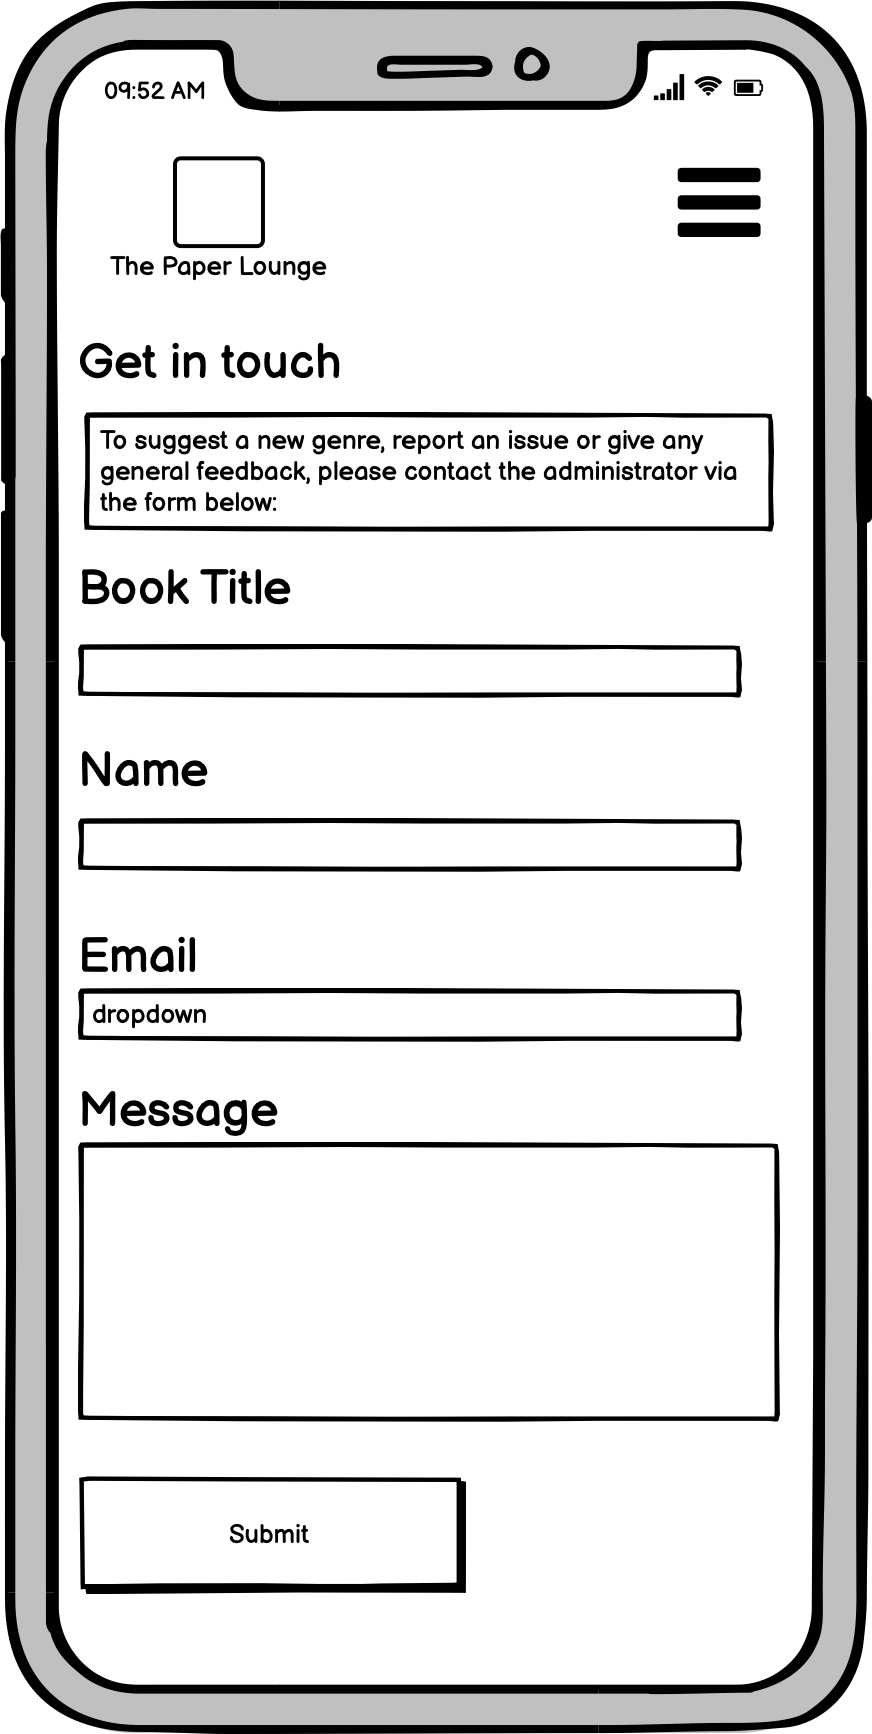 09:52 AM
The Paper Lounge
Get in touch
To suggest a new genre, report an issue or give any
general feedback, please contact the administrator via
the form below:
Book Title
Name
Email
dropdown
Message
Submit